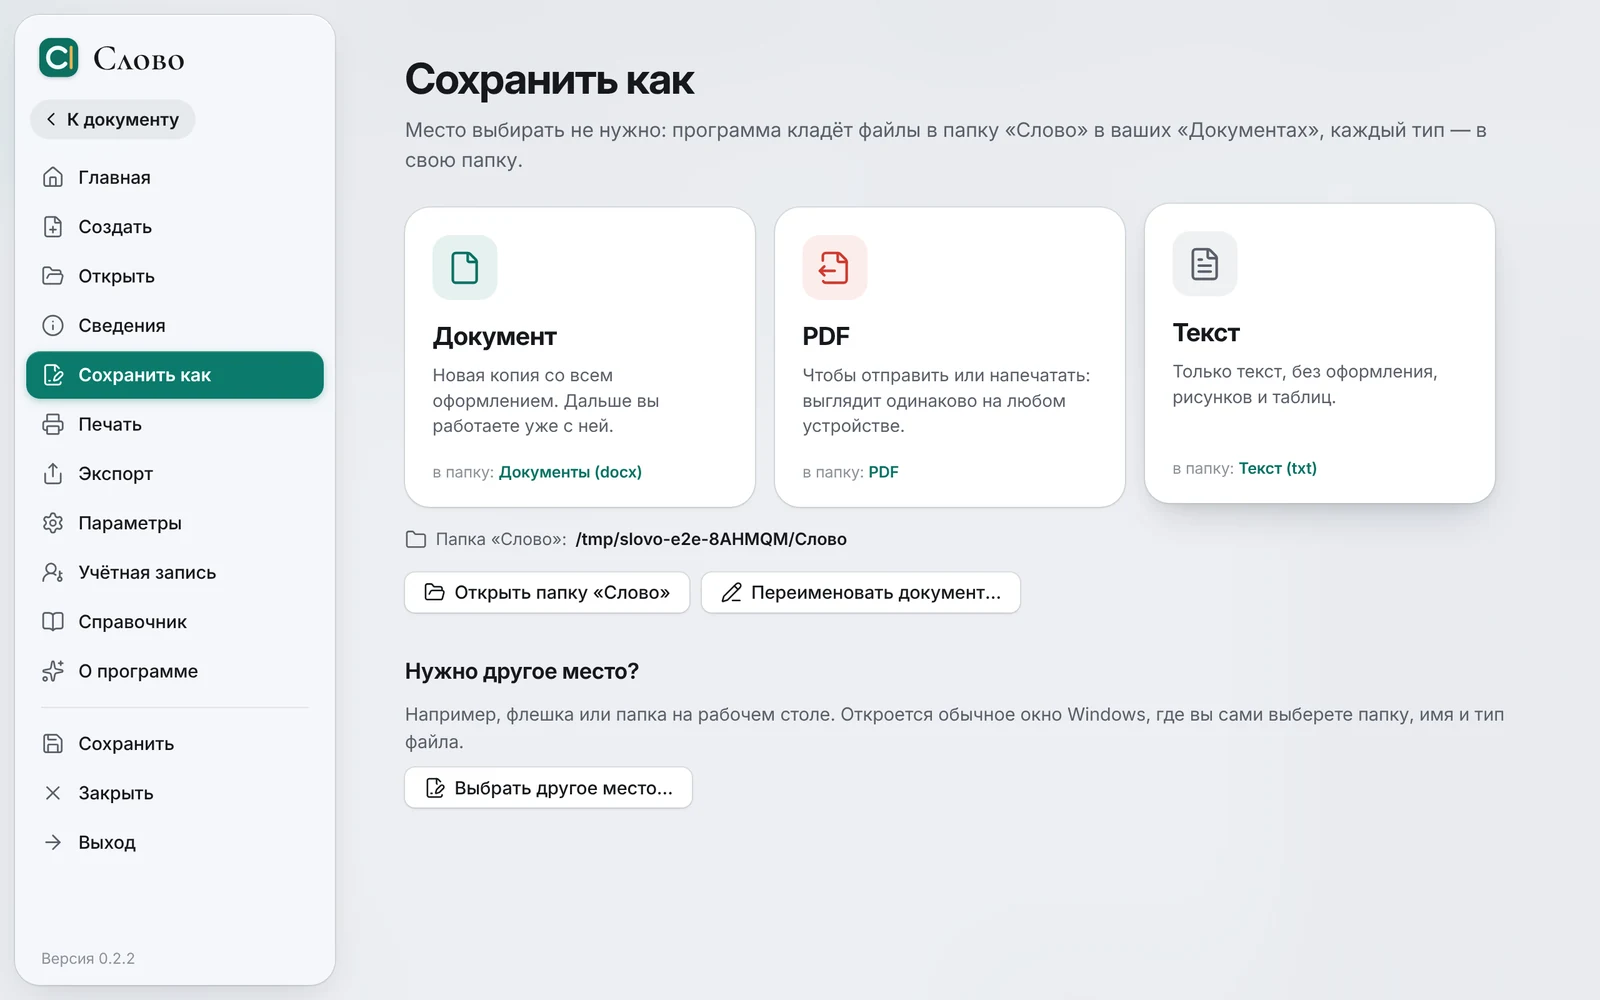 Слово
К документу
Главная
Создать
Открыть
Сведения
Сохранить как
Печать
Экспорт
Параметры
Учётная запись
Справочник
О программе
Сохранить
Закрыть
Выход
Версия 0.2.2
Сохранить как
Место выбирать не нужно: программа кладёт файлы в папку «Слово» в ваших «Документах», каждый тип — в
свою папку.
Документ
Новая копия со всем
оформлением. Дальше вы
работаете уже с ней.
в папку: Документы (docx)
PDF
Чтобы отправить или напечатать:
выглядит одинаково на любом
устройстве.
в папку: PDF
Текст
Только текст, без оформления,
рисунков и таблиц.
в папку: Текст (txt)
Папка «Слово»: /tmp/slovo-e2e-8AHMQM/Слово
Открыть папку «Слово»
Переименовать документ...
Нужно другое место?
Например, флешка или папка на рабочем столе. Откроется обычное окно Windows, где вы сами выберете папку, имя и тип
файла.
Выбрать другое место...